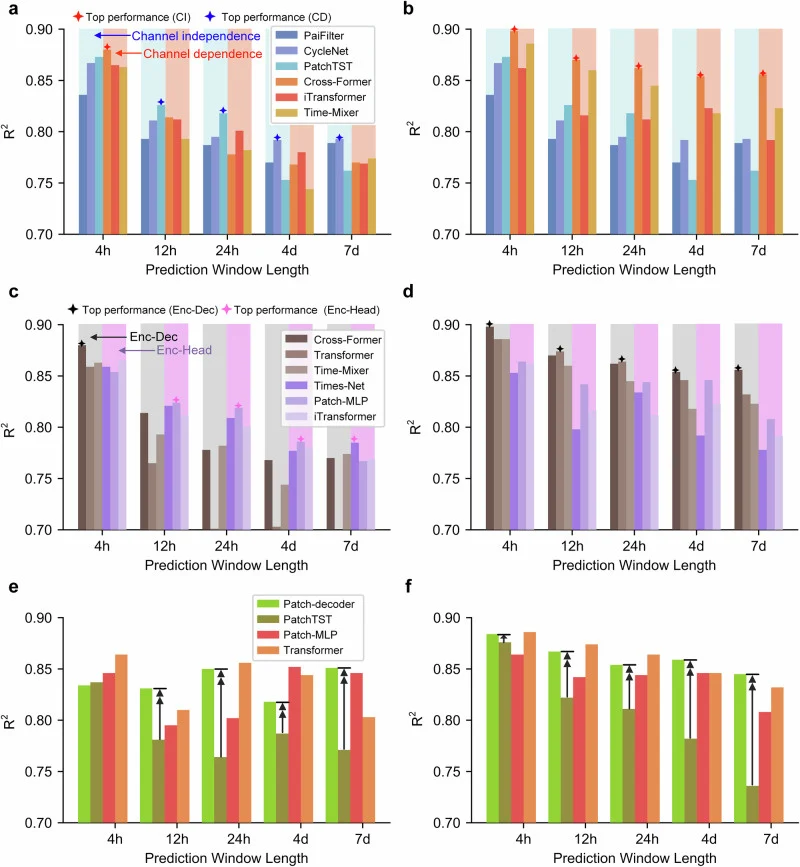 a
Top performance (CI) Top performance (CD)
Channel independence
Channel dependence
PaiFilter
CycleNet
PatchTST
Cross-Former
iTransformer
Time-Mixer
0.90
0.85
0.80
0.75
0.70
R²
4h 12h 24h 4d 7d
Prediction Window Length
b
0.90
0.85
0.80
0.75
0.70
R²
4h 12h 24h 4d 7d
Prediction Window Length
c
Top performance (Enc-Dec) Top performance (Enc-Head)
Enc-Dec
Enc-Head
Cross-Former
Transformer
Time-Mixer
Times-Net
Patch-MLP
iTransformer
0.90
0.85
0.80
0.75
0.70
R²
4h 12h 24h 4d 7d
Prediction Window Length
d
0.90
0.85
0.80
0.75
0.70
R²
4h 12h 24h 4d 7d
Prediction Window Length
e
Patch-decoder
PatchTST
Patch-MLP
Transformer
0.90
0.85
0.80
0.75
0.70
R²
4h 12h 24h 4d 7d
Prediction Window Length
f
0.90
0.85
0.80
0.75
0.70
R²
4h 12h 24h 4d 7d
Prediction Window Length